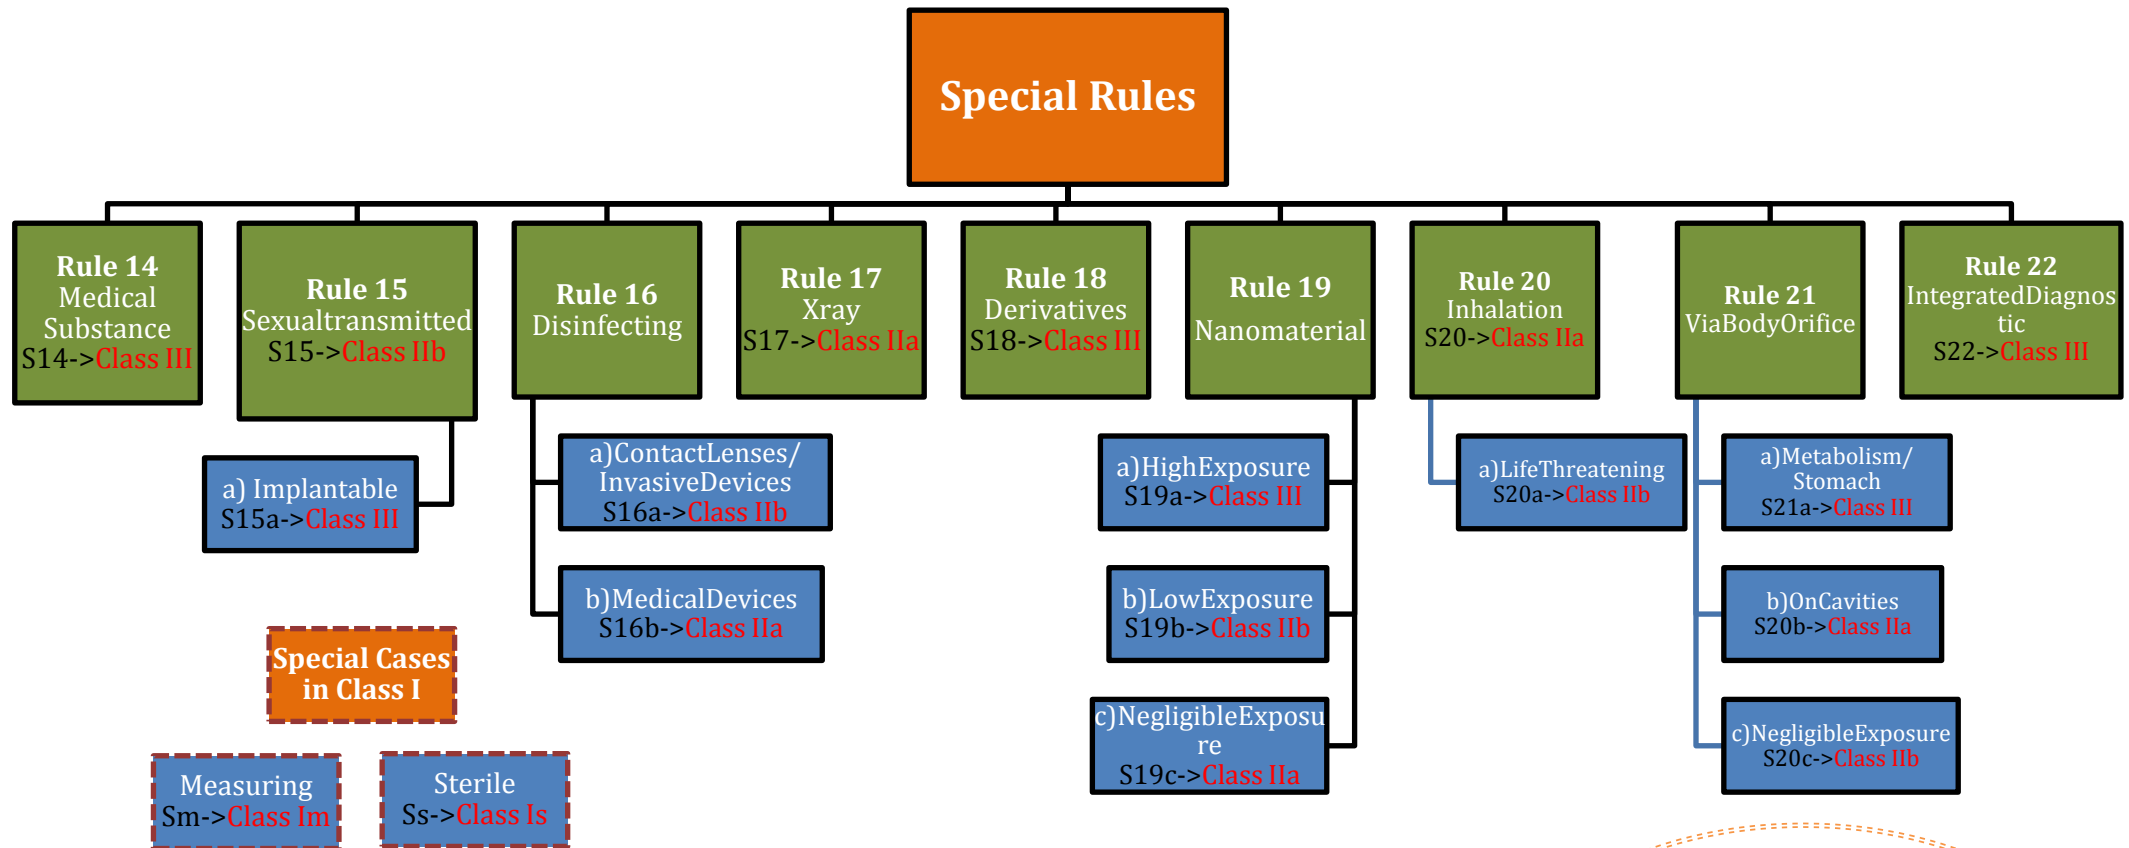 Special Rules
Rule 14
Medical
Substance
S14->Class III
Rule 15
Sexualtransmitted
S15->Class IIb
Rule 16
Disinfecting
Rule 17
Xray
S17->Class IIa
Rule 18
Derivatives
S18->Class III
Rule 19
Nanomaterial
Rule 20
Inhalation
S20->Class IIa
Rule 21
ViaBodyOrifice
Rule 22
IntegratedDiagnos
tic
S22->Class III
a) Implantable
S15a->Class III
a)ContactLenses/
InvasiveDevices
S16a->Class IIb
b)MedicalDevices
S16b->Class IIa
a)HighExposure
S19a->Class III
b)LowExposure
S19b->Class IIb
c)NegligibleExposu
re
S19c->Class IIa
a)LifeThreatening
S20a->Class IIb
a)Metabolism/
Stomach
S21a->Class III
b)OnCavities
S20b->Class IIa
c)NegligibleExposure
S20c->Class IIb
Special Cases
in Class I
Measuring
Sm->Class Im
Sterile
Ss->Class Is